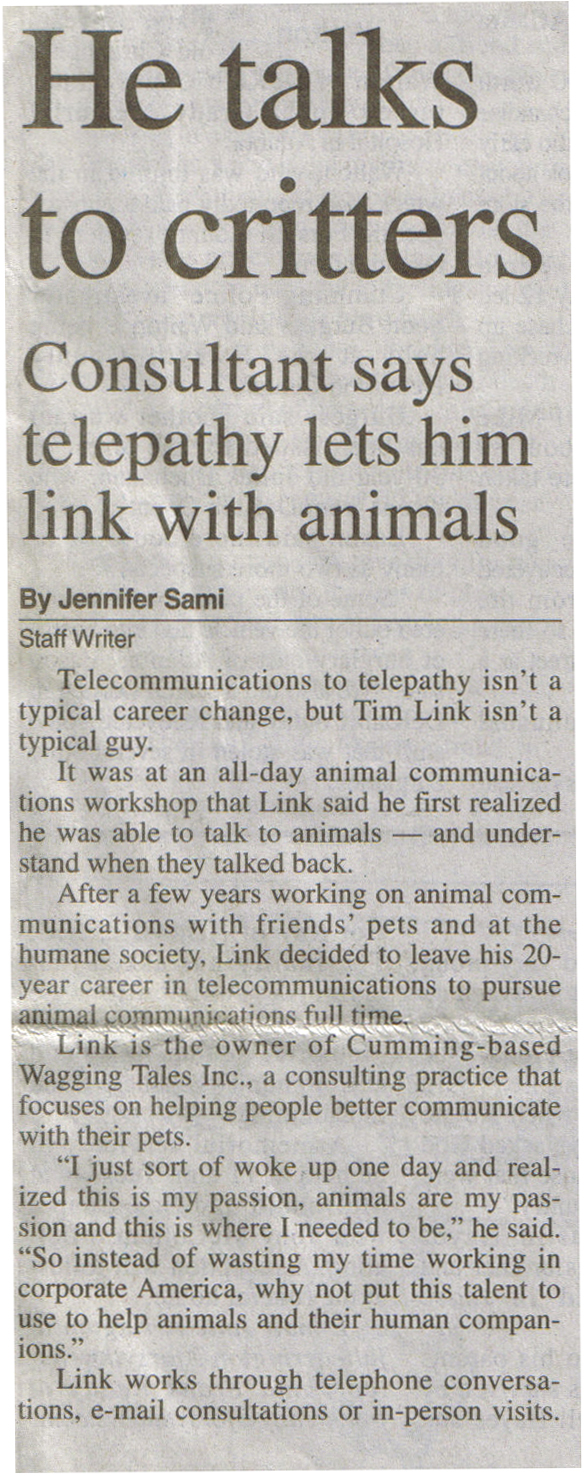 He talks
to critters
Consultant says
telepathy lets him
link with animals
By Jennifer Sami
Staff Writer
Telecommunications to telepathy isn't a
typical career change, but Tim Link isn't a
typical guy.
It was at an all-day animal communica-
tions workshop that Link said he first realized
he was able to talk to animals — and under-
stand when they talked back.
After a few years working on animal com-
munications with friends' pets and at the
humane society, Link decided to leave his 20-
year career in telecommunications to pursue
animal communications full time.
Link is the owner of Cumming-based
Wagging Tales Inc., a consulting practice that
focuses on helping people better communicate
with their pets.
“I just sort of woke up one day and real-
ized this is my passion, animals are my pas-
sion and this is where I needed to be,” he said.
“So instead of wasting my time working in
corporate America, why not put this talent to
use to help animals and their human compan-
ions.”
Link works through telephone conversa-
tions, e-mail consultations or in-person visits.